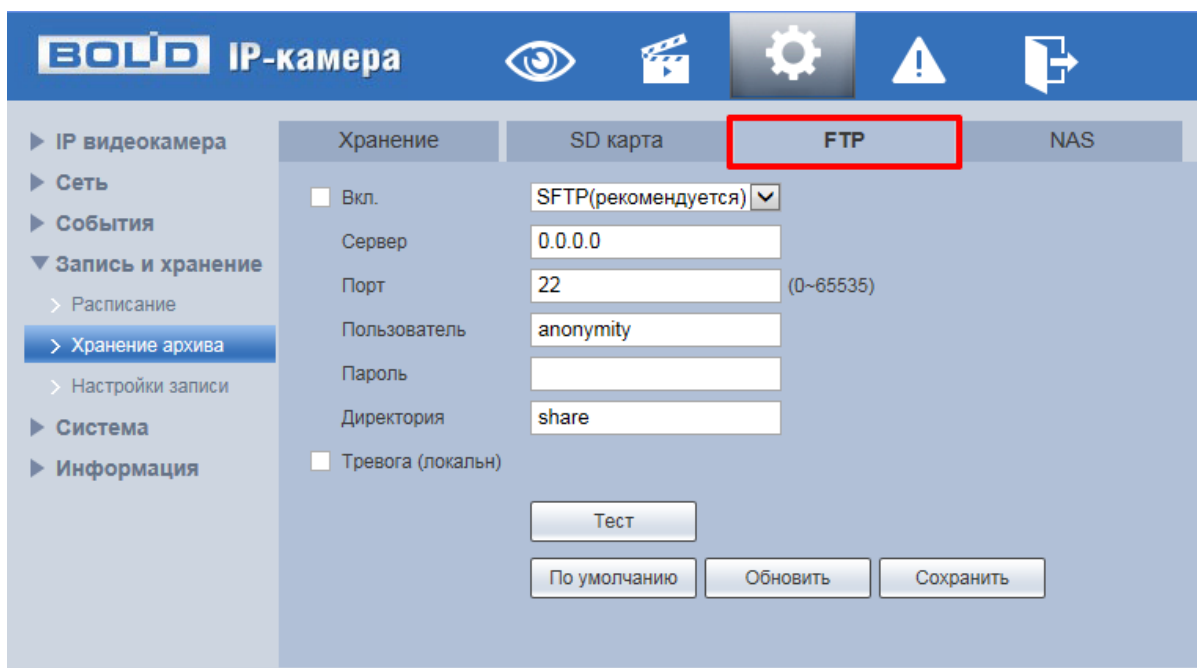 BOLID IP-камера
IP видеокамера
Сеть
События
Запись и хранение
Расписание
Хранение архива
Настройки записи
Система
Информация
Хранение SD карта FTP NAS
Вкл. SFTP(рекомендуется)
Сервер 0.0.0.0
Порт 22 (0~65535)
Пользователь anonymity
Пароль
Директория share
Тревога (локальн)
Тест
По умолчанию Обновить Сохранить